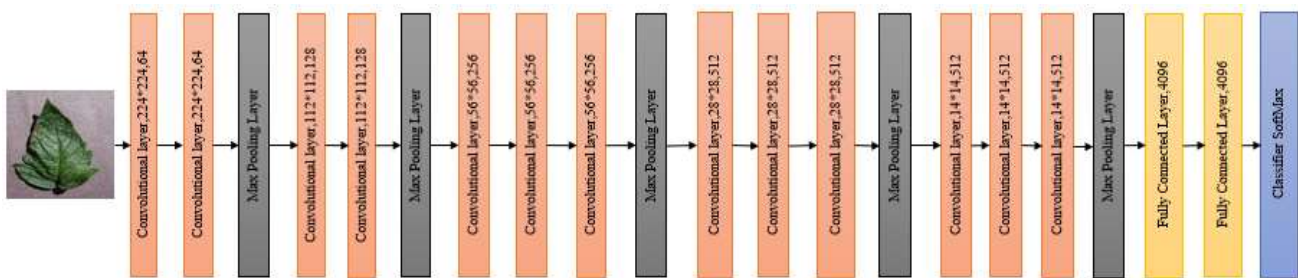 Convolutional layer,224*224,64
Convolutional layer,224*224,64
Max Pooling Layer
Convolutional layer,112*112,128
Convolutional layer,112*112,128
Max Pooling Layer
Convolutional layer,56*56,256
Convolutional layer,56*56,256
Convolutional layer,56*56,256
Max Pooling Layer
Convolutional layer,28*28,512
Convolutional layer,28*28,512
Convolutional layer,28*28,512
Max Pooling Layer
Convolutional layer,14*14,512
Convolutional layer,14*14,512
Convolutional layer,14*14,512
Max Pooling Layer
Fully Connected Layer,4096
Fully Connected Layer,4096
Classifier SoftMax